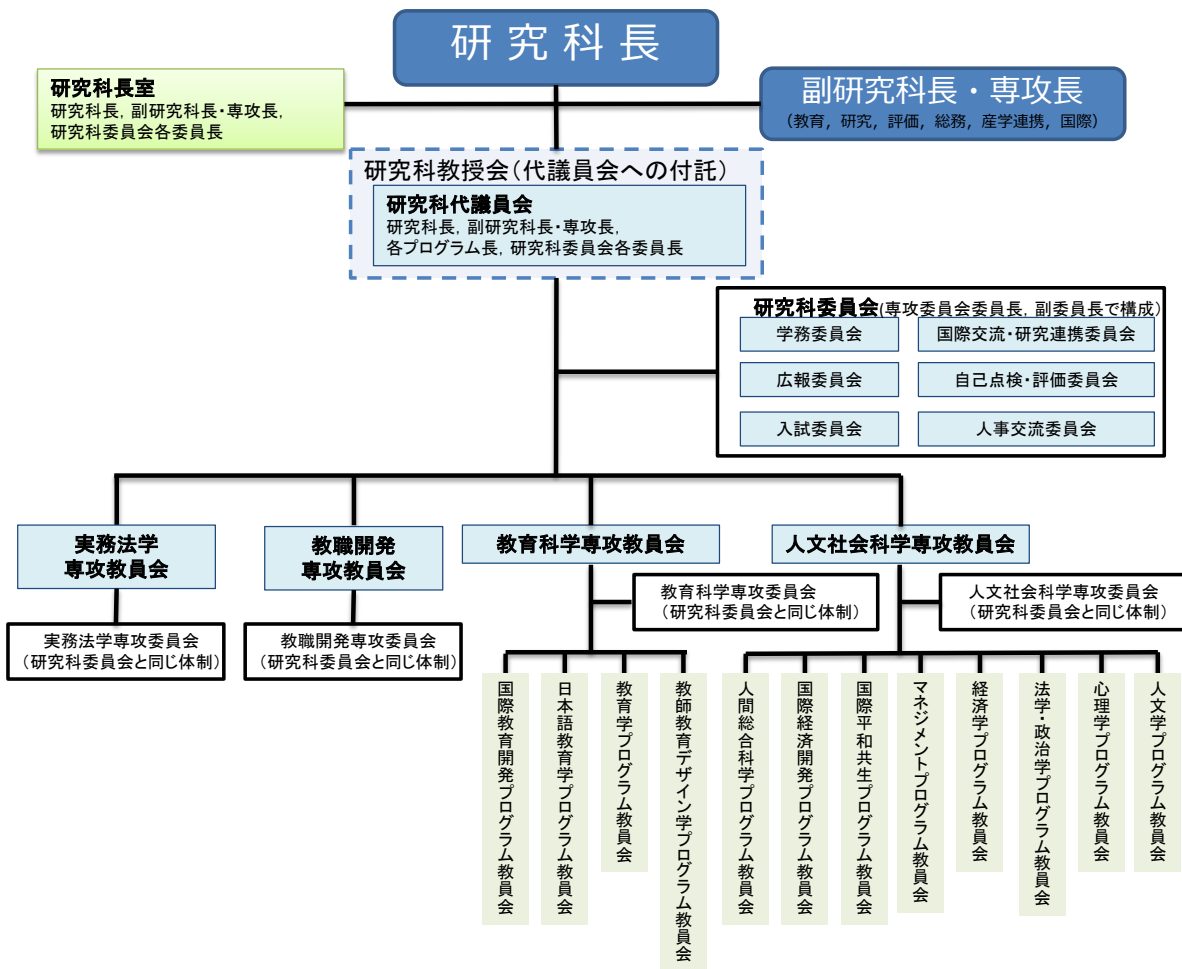 研究科長
研究科長室
研究科長, 副研究科長・専攻長,
研究科委員会各委員長
副研究科長・専攻長
（教育，研究，評価，総務，産学連携，国際）
研究科教授会（代議員会への付託）
研究科代議員会
研究科長, 副研究科長・専攻長,
各プログラム長, 研究科委員会各委員長
研究科委員会(専攻委員会委員長, 副委員長で構成)
学務委員会
国際交流・研究連携委員会
広報委員会
自己点検・評価委員会
入試委員会
人事交流委員会
実務法学
専攻教員会
教職開発
専攻教員会
教育科学専攻教員会
人文社会科学専攻教員会
教育科学専攻委員会
（研究科委員会と同じ体制）
人文社会科学専攻委員会
（研究科委員会と同じ体制）
実務法学専攻委員会
（研究科委員会と同じ体制）
教職開発専攻委員会
（研究科委員会と同じ体制）
国際教育開発プログラム教員会
日本語教育学プログラム教員会
教育学プログラム教員会
教師教育デザイン学プログラム教員会
人間総合科学プログラム教員会
国際経済開発プログラム教員会
国際平和共生プログラム教員会
マネジメントプログラム教員会
経済学プログラム教員会
法学・政治学プログラム教員会
心理学プログラム教員会
人文学プログラム教員会